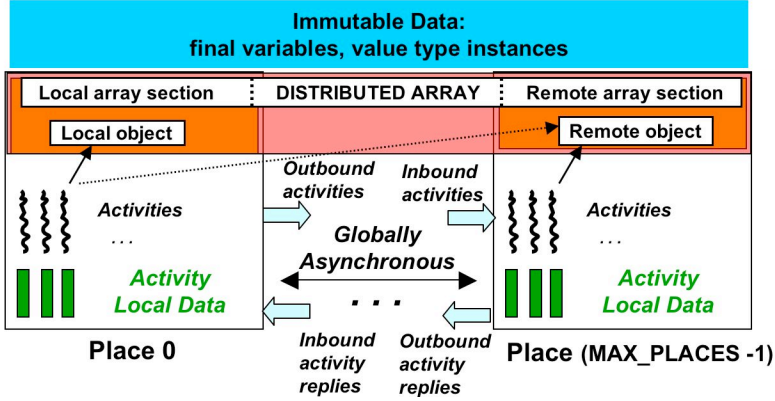 Immutable Data:
final variables, value type instances
Local array section
DISTRIBUTED ARRAY
Remote array section
Local object
Remote object
Outbound
activities
Inbound
activities
Activities
...
Globally
Asynchronous
...
Activities
...
Activity
Local Data
Activity
Local Data
Inbound
activity
replies
Outbound
activity
replies
Place 0
Place (MAX_PLACES -1)